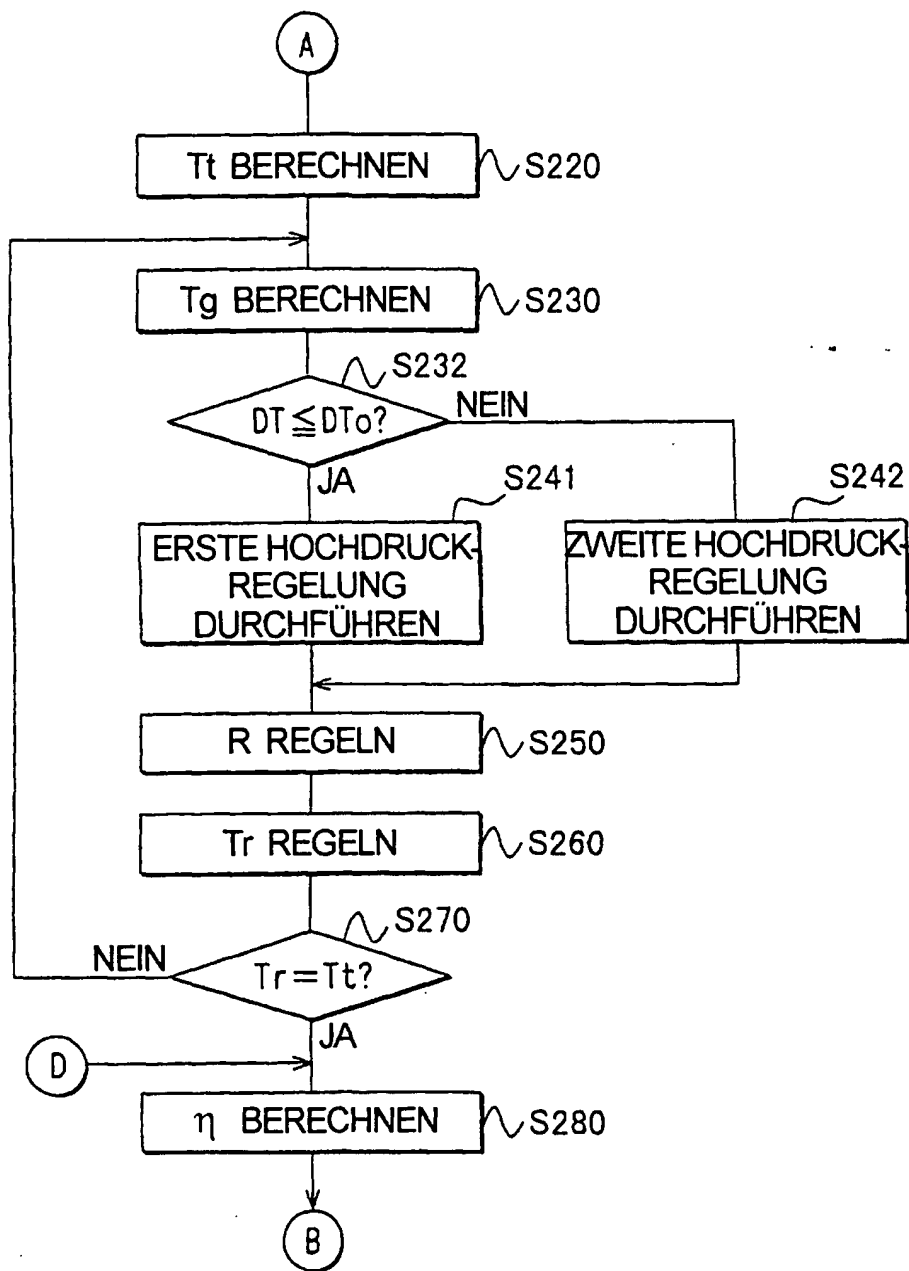 A
Tt BERECHNEN
S220
Tg BERECHNEN
S230
S232
DT≦DTo?
NEIN
JA
S241
S242
ERSTE HOCHDRUCK-
REGELUNG
DURCHFÜHREN
ZWEITE HOCHDRUCK-
REGELUNG
DURCHFÜHREN
R REGELN
S250
Tr REGELN
S260
S270
NEIN
Tr=Tt?
JA
D
η BERECHNEN
S280
B